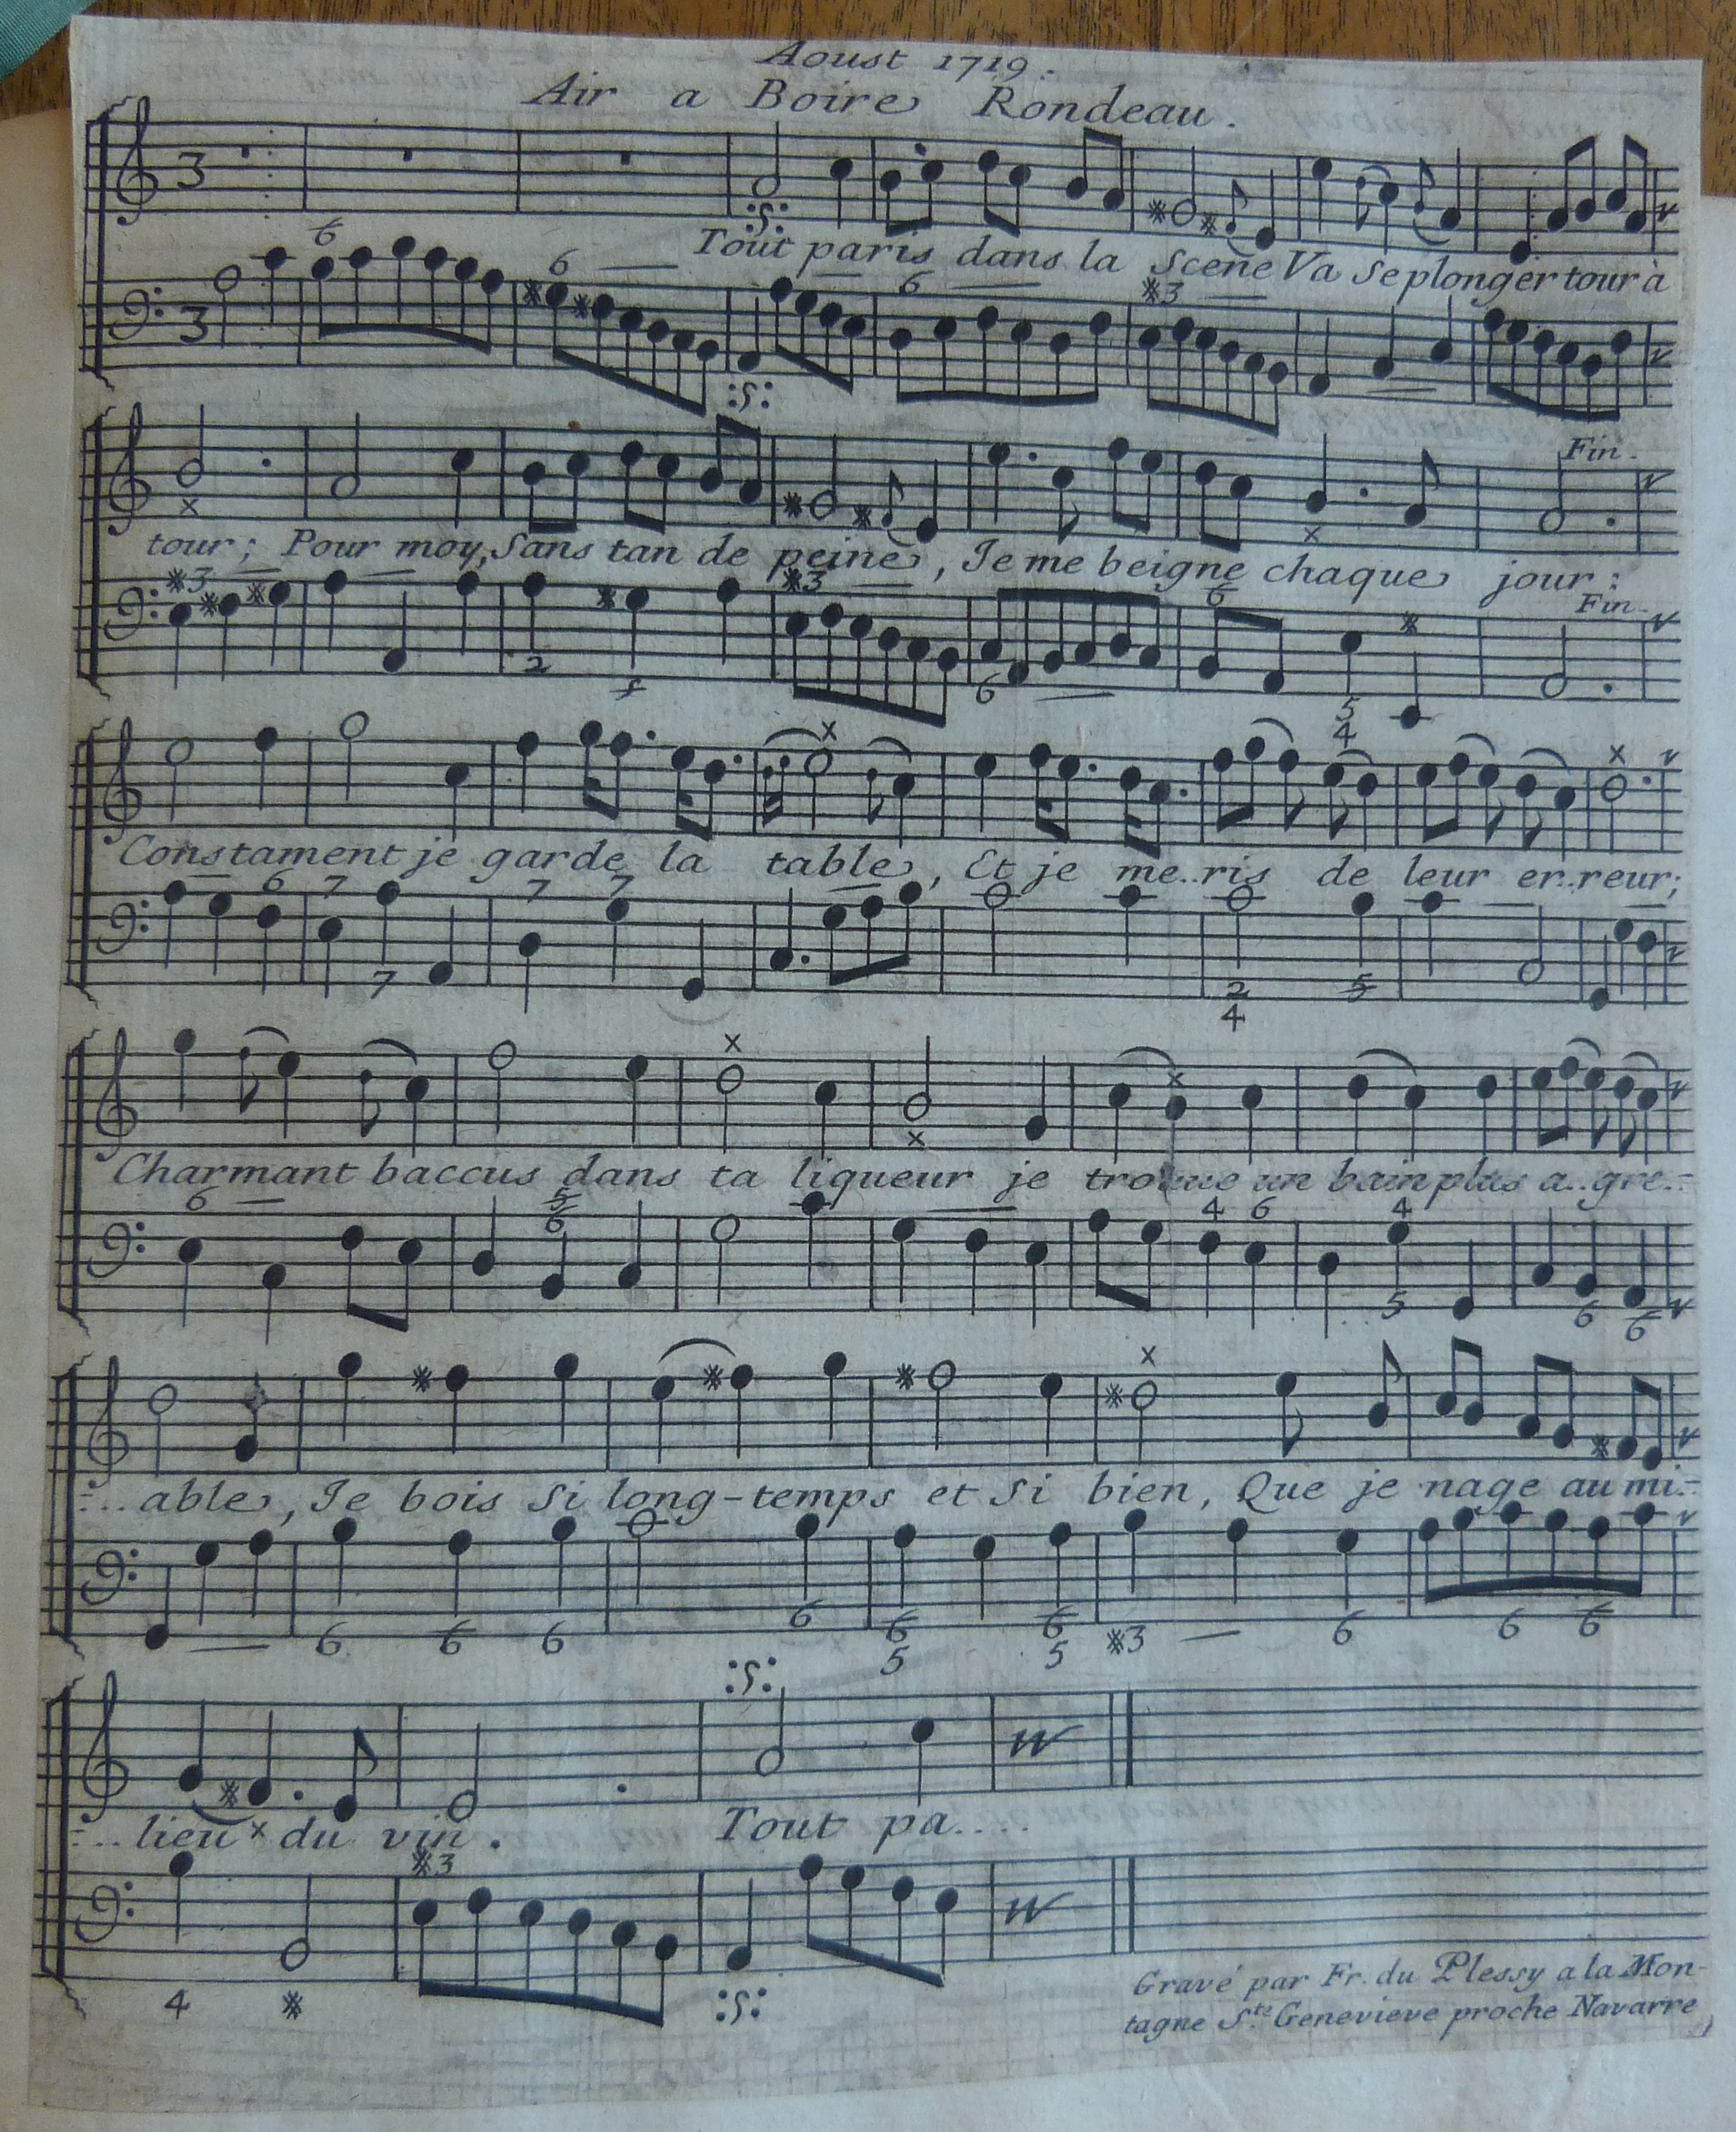 Aoust 1719.
Air a Boire Rondeau.
Tout paris dans la Scene Va Se plonger tour à
Fin.
tour; Pour moy, Sans tan de peine, Je me beigne chaque jour:
Fin.
Constament je garde la table, Et je me..ris de leur er..reur;
Charmant baccus dans ta liqueur je trouve un bain plus a..gre..
...able, Je bois Si long-temps et Si bien, Que je nage au mi..
...lieu du vin. Tout pa....
Gravé par Fr. du Plessy a la Mon-
tagne Ste Genevieve proche Navarre